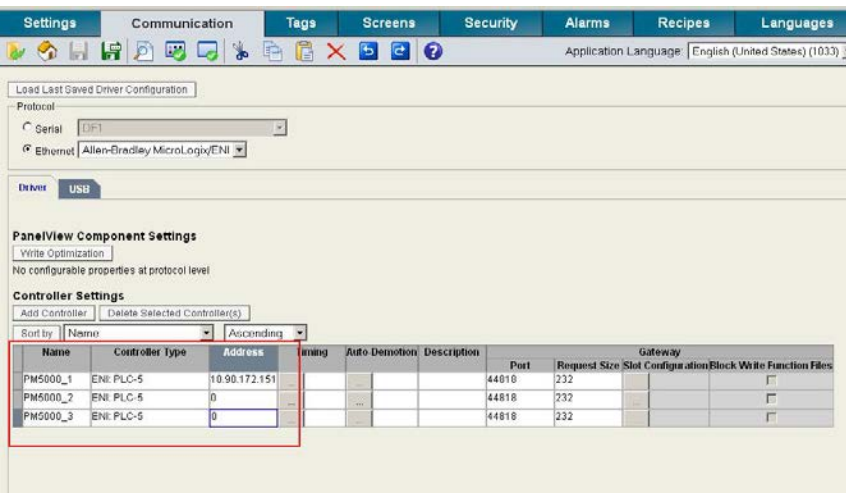 Settings Communication Tags Screens Security Alarms Recipes Languages
Application Language: English (United States) (1033)
Load Last Saved Driver Configuration
Protocol
Serial DF1
Ethernet Allen-Bradley MicroLogix/ENI
Driver USB
PanelView Component Settings
Write Optimization
No configurable properties at protocol level
Controller Settings
Add Controller Delete Selected Controller(s)
Sort by Name Ascending
Name Controller Type Address Timing Auto-Demotion Description Gateway
Port Request Size Slot Configuration Block Write Function Files
PM5000_1 ENI: PLC-5 10.90.172.151 ... ... 44818 232
PM5000_2 ENI: PLC-5 0 ... ... 44818 232 ...
PM5000_3 ENI: PLC-5 0 44818 232